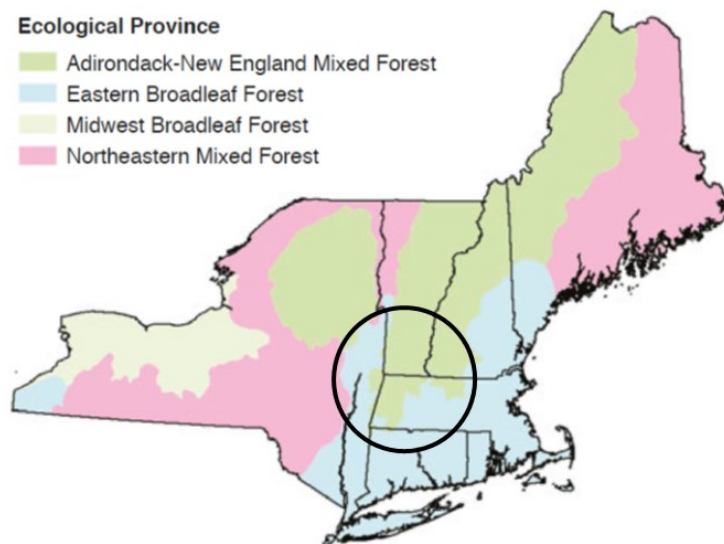 Ecological Province
Adirondack-New England Mixed Forest
Eastern Broadleaf Forest
Midwest Broadleaf Forest
Northeastern Mixed Forest